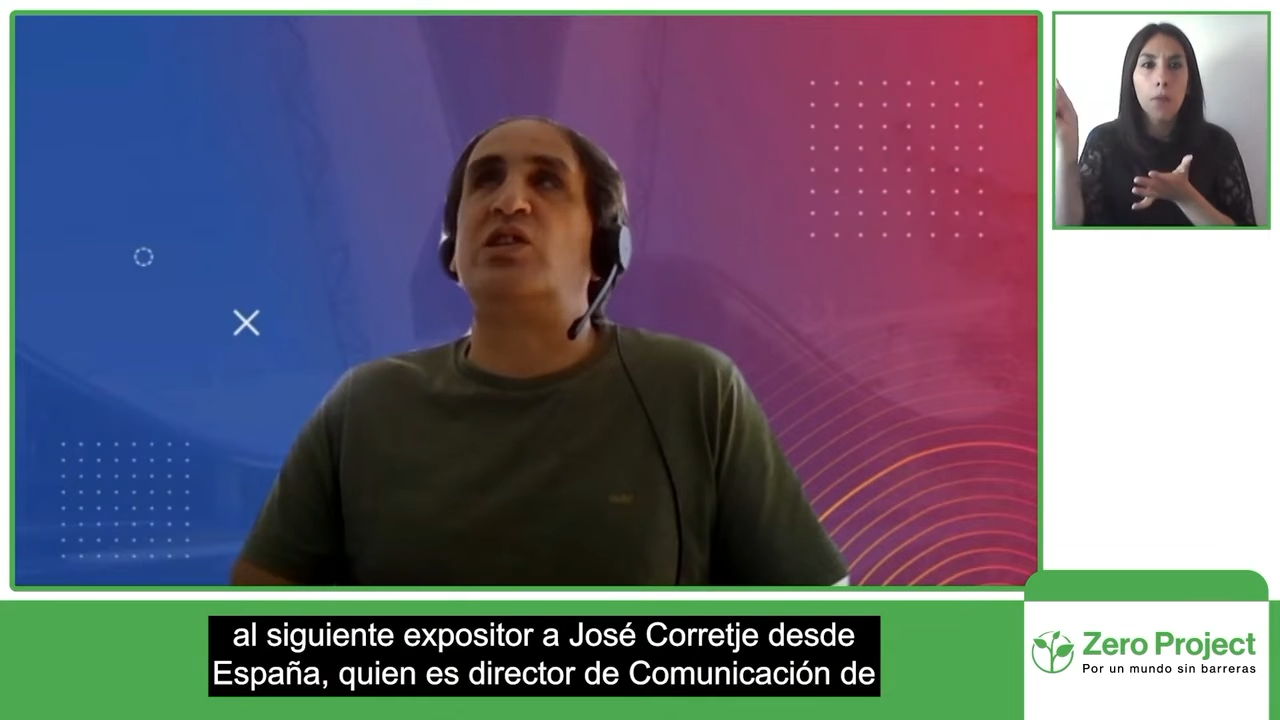 al siguiente expositor a José Corretje desde
España, quien es director de Comunicación de
Zero Project
Por un mundo sin barreras